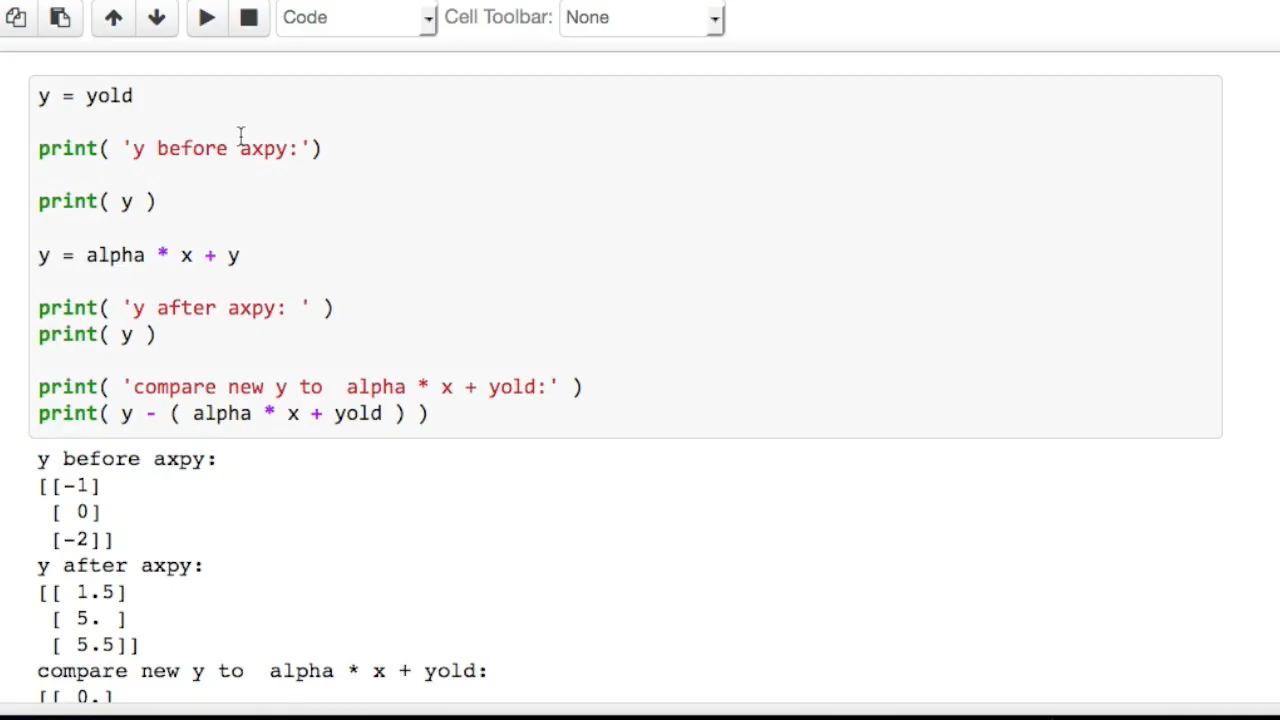 Code Cell Toolbar: None
y = yold
print( 'y before axpy:')
print( y )
y = alpha * x + y
print( 'y after axpy: ' )
print( y )
print( 'compare new y to  alpha * x + yold:' )
print( y - ( alpha * x + yold ) )
y before axpy:
[[-1]
 [ 0]
 [-2]]
y after axpy:
[[ 1.5]
 [ 5. ]
 [ 5.5]]
compare new y to  alpha * x + yold:
[[ 0.]